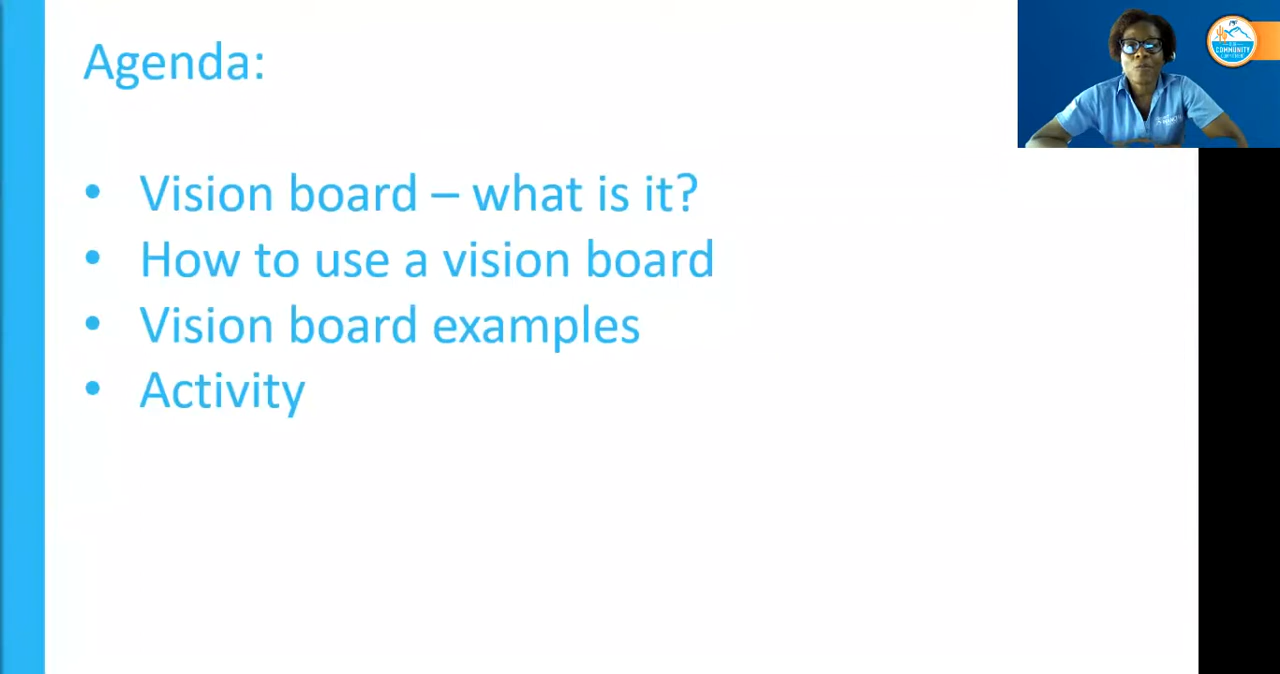 Agenda:
• Vision board – what is it?
• How to use a vision board
• Vision board examples
• Activity
COMMUNITY